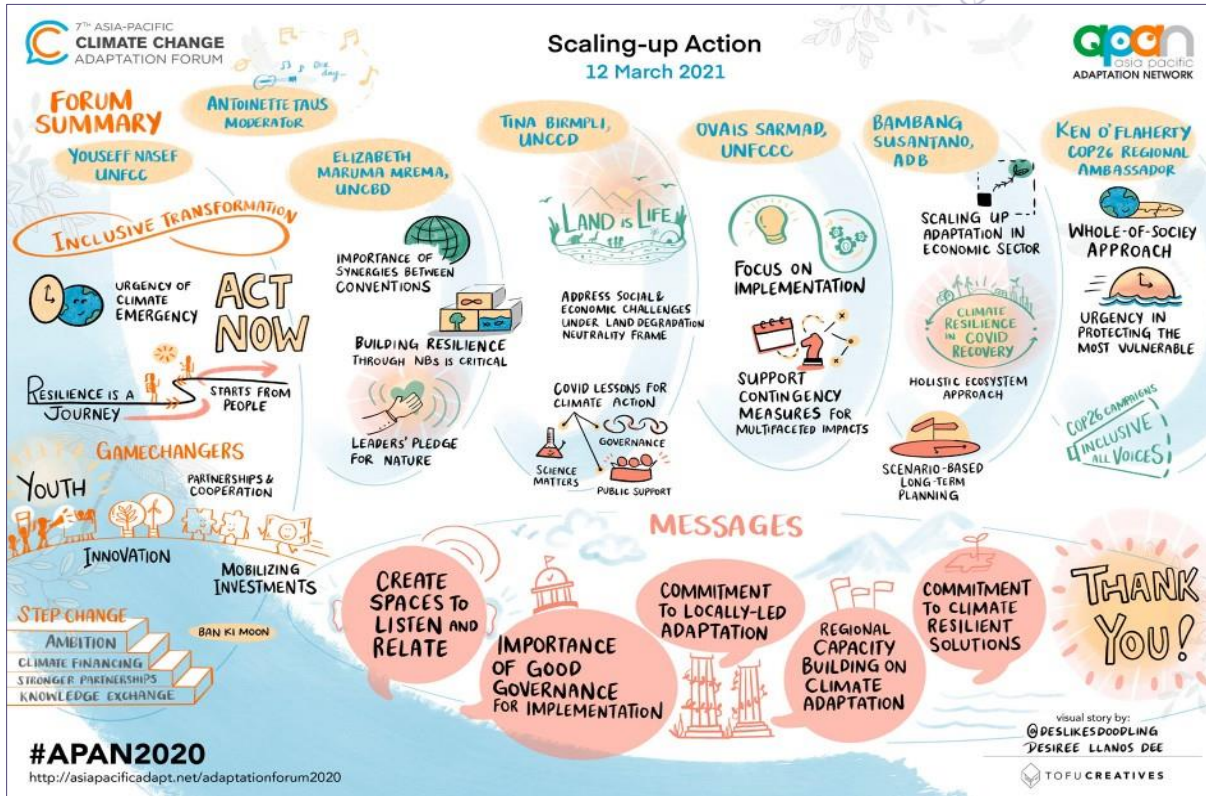 7TH ASIA-PACIFIC
CLIMATE CHANGE
ADAPTATION FORUM
Scaling-up Action
12 March 2021
apan
asia pacific
ADAPTATION NETWORK
FORUM
SUMMARY
ANTOINETTE TAUS
MODERATOR
YOUSEFF NASEF
UNFCC
INCLUSIVE TRANSFORMATION
URGENCY OF
CLIMATE
EMERGENCY
ACT
NOW
RESILIENCE IS A
JOURNEY
STARTS FROM
PEOPLE
GAMECHANGERS
YOUTH
PARTNERSHIPS &
COOPERATION
INNOVATION
MOBILIZING
INVESTMENTS
STEP CHANGE
AMBITION
CLIMATE FINANCING
STRONGER PARTNERSHIPS
KNOWLEDGE EXCHANGE
BAN KI MOON
ELIZABETH
MARUMA MREMA,
UNCBD
IMPORTANCE OF
SYNERGIES BETWEEN
CONVENTIONS
BUILDING RESILIENCE
THROUGH NBS IS CRITICAL
LEADERS' PLEDGE
FOR NATURE
TINA BIRMPLI,
UNCCD
LAND IS LIFE
ADDRESS SOCIAL &
ECONOMIC CHALLENGES
UNDER LAND DEGRADATION
NEUTRALITY FRAME
COVID LESSONS FOR
CLIMATE ACTION
SCIENCE
MATTERS
GOVERNANCE
PUBLIC SUPPORT
OVAIS SARMAD,
UNFCCC
FOCUS ON
IMPLEMENTATION
SUPPORT
CONTINGENCY
MEASURES FOR
MULTIFACETED IMPACTS
BAMBANG
SUSANTANO,
ADB
SCALING UP
ADAPTATION IN
ECONOMIC SECTOR
CLIMATE
RESILIENCE
IN COVID
RECOVERY
HOLISTIC ECOSYSTEM
APPROACH
SCENARIO-BASED
LONG-TERM
PLANNING
KEN O'FLAHERTY
COP26 REGIONAL
AMBASSADOR
WHOLE-OF-SOCIEY
APPROACH
URGENCY IN
PROTECTING THE
MOST VULNERABLE
COP26 CAMPAIGNS
INCLUSIVE
ALL VOICES
MESSAGES
CREATE
SPACES TO
LISTEN AND
RELATE
IMPORTANCE
OF GOOD
GOVERNANCE
FOR IMPLEMENTATION
COMMITMENT
TO LOCALLY-LED
ADAPTATION
REGIONAL
CAPACITY
BUILDING ON
CLIMATE
ADAPTATION
COMMITMENT
TO CLIMATE
RESILIENT
SOLUTIONS
THANK
YOU!
#APAN2020
http://asiapacificadapt.net/adaptationforum2020
visual story by:
@DESLIKESDOODLING
DESIREE LLANOS DEE
TOFUCREATIVES